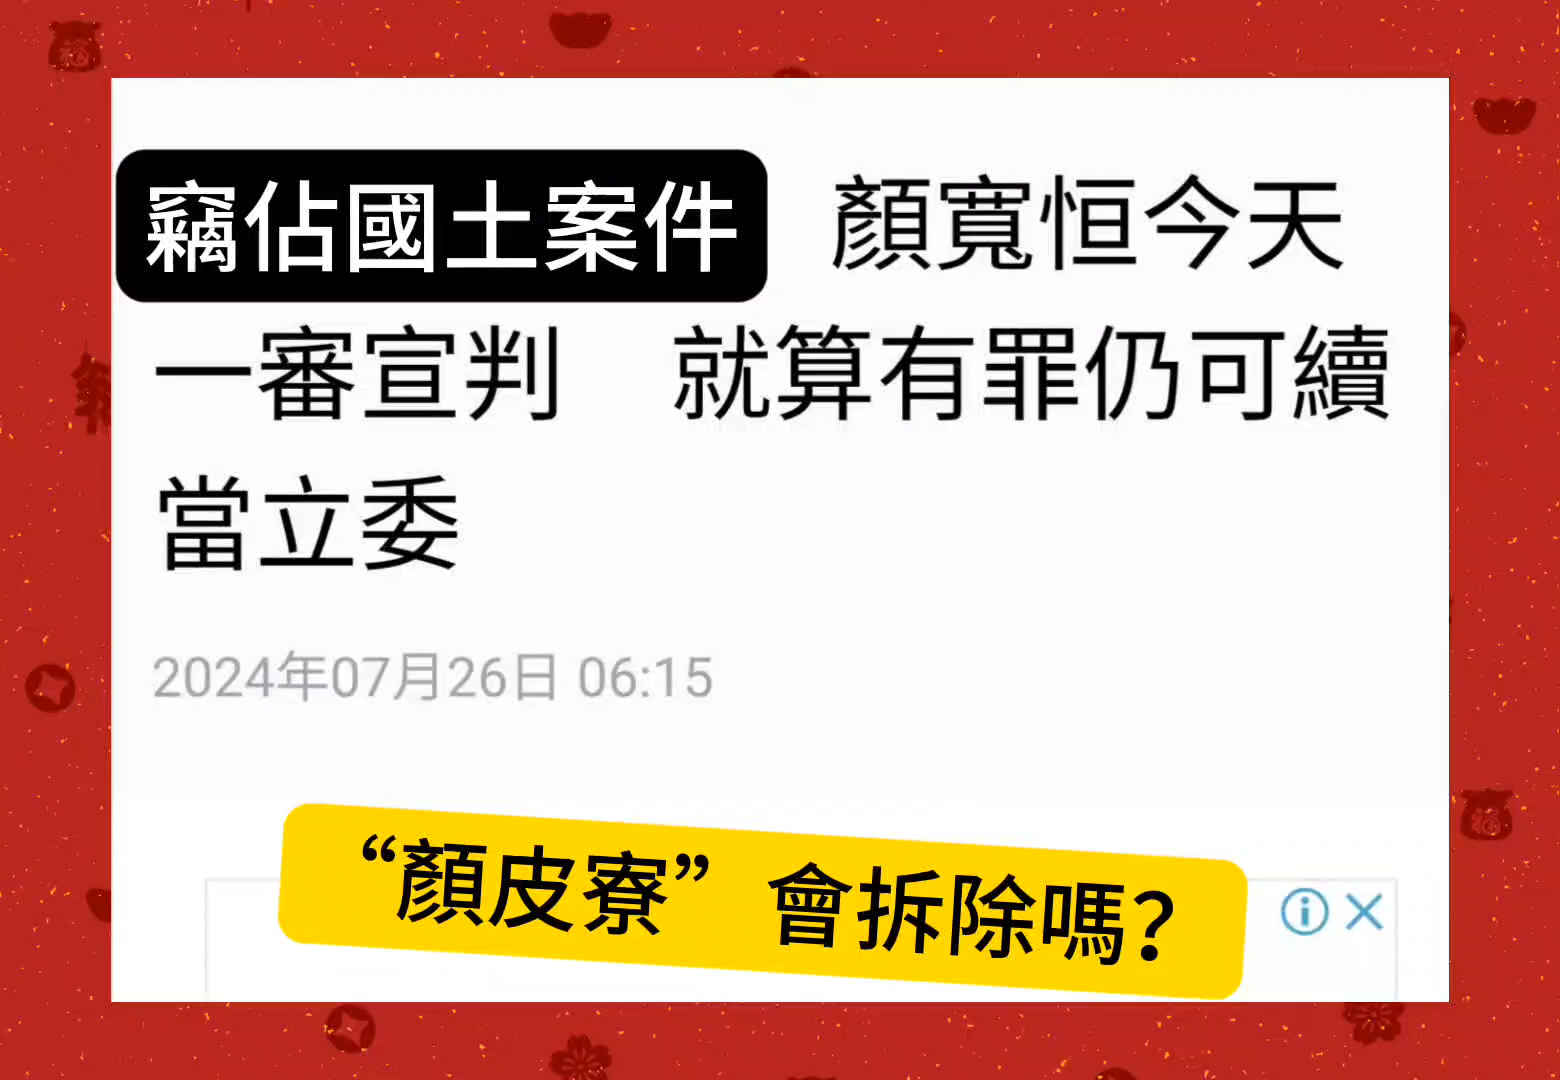 竊佔國土案件 顏寬恒今天
一審宣判 就算有罪仍可續
當立委
2024年07月26日 06:15
“顏皮寮” 會拆除嗎?